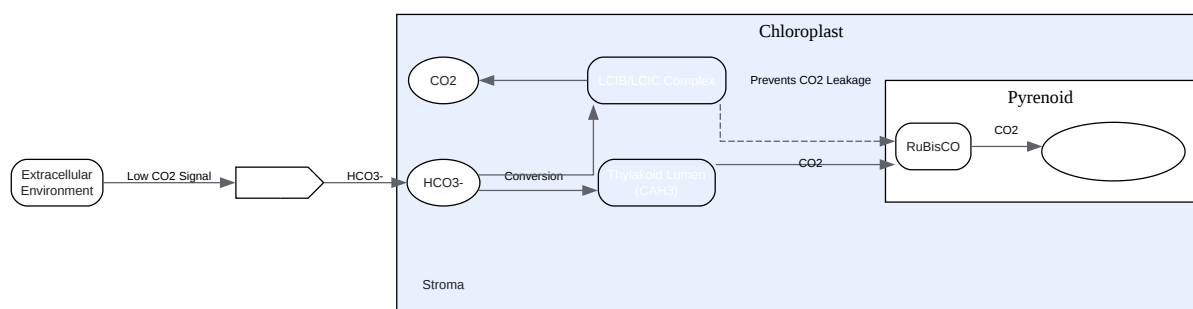 Chloroplast
CO2
LCIB/LCIC Complex
Prevents CO2 Leakage
Pyrenoid
Extracellular
Environment
Low CO2 Signal
HCO3-
HCO3-
Conversion
Thylakoid Lumen
(CAH3)
CO2
RuBisCO
CO2
Stroma